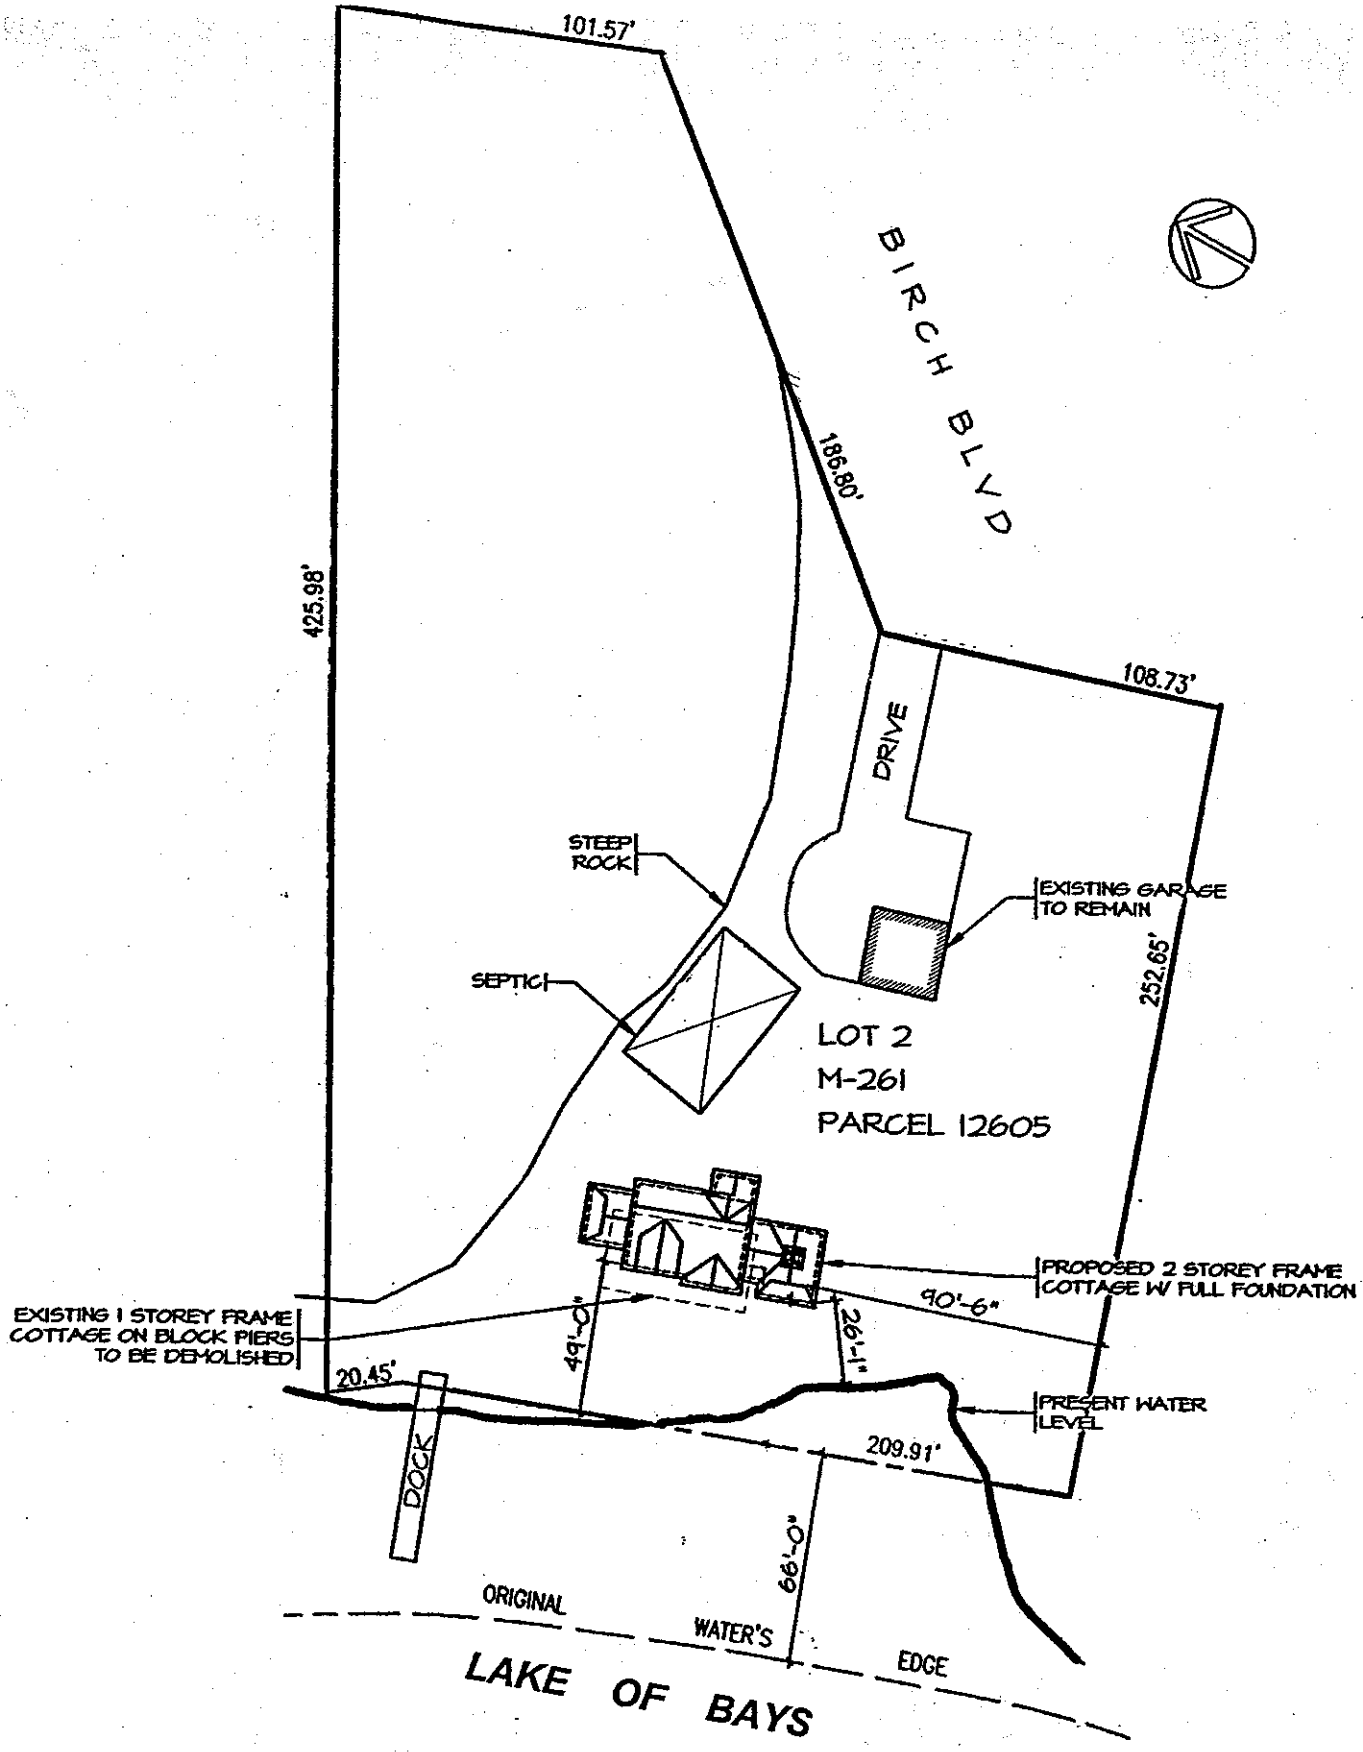 101.57'
BIRCH BLVD
186.80'
425.98'
108.73'
DRIVE
STEEP
ROCK
EXISTING GARAGE
TO REMAIN
252.65'
SEPTIC
LOT 2
M-261
PARCEL 12605
PROPOSED 2 STOREY FRAME
COTTAGE W/ FULL FOUNDATION
90'-6"
EXISTING 1 STOREY FRAME
COTTAGE ON BLOCK PIERS
TO BE DEMOLISHED
49'-0"
26'-1"
20.45'
PRESENT WATER
LEVEL
209.91'
DOCK
66'-0"
ORIGINAL WATER'S EDGE
LAKE OF BAYS